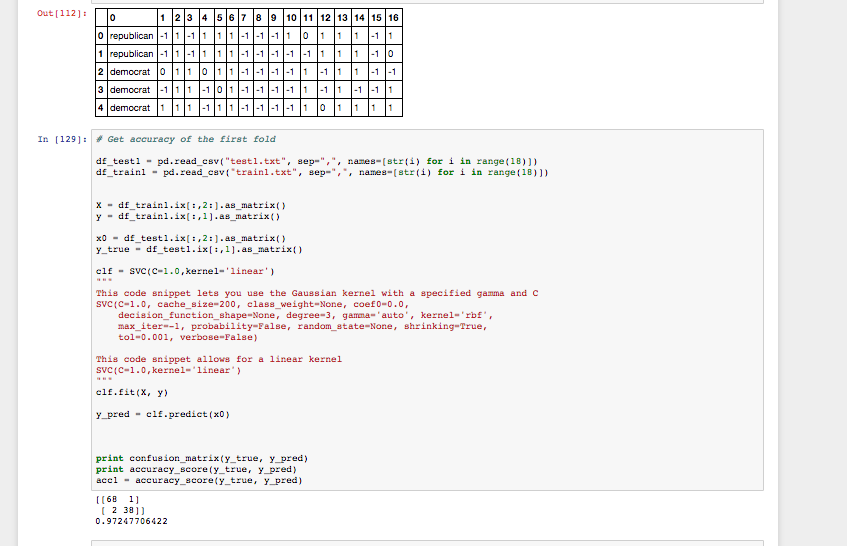 Out[112]:
0 1 2 3 4 5 6 7 8 9 10 11 12 13 14 15 16
0 republican -1 1 -1 1 1 1 -1 -1 -1 1 0 1 1 1 -1 1
1 republican -1 1 -1 1 1 1 -1 -1 -1 -1 -1 1 1 1 -1 0
2 democrat 0 1 1 0 1 1 -1 -1 -1 -1 1 -1 1 1 -1 -1
3 democrat -1 1 1 -1 0 1 -1 -1 -1 -1 1 -1 1 -1 -1 1
4 democrat 1 1 1 -1 1 1 -1 -1 -1 -1 1 0 1 1 1 1
In [129]:
# Get accuracy of the first fold
df_test1 = pd.read_csv("test1.txt", sep=",", names=[str(i) for i in range(18)])
df_train1 = pd.read_csv("train1.txt", sep=",", names=[str(i) for i in range(18)])
X = df_train1.ix[:,2:].as_matrix()
y = df_train1.ix[:,1].as_matrix()
x0 = df_test1.ix[:,2:].as_matrix()
y_true = df_test1.ix[:,1].as_matrix()
clf = SVC(C=1.0,kernel='linear')
"""
This code snippet lets you use the Gaussian kernel with a specified gamma and C
SVC(C=1.0, cache_size=200, class_weight=None, coef0=0.0,
decision_function_shape=None, degree=3, gamma='auto', kernel='rbf',
max_iter=-1, probability=False, random_state=None, shrinking=True,
tol=0.001, verbose=False)
This code snippet allows for a linear kernel
SVC(C=1.0,kernel='linear')
"""
clf.fit(X, y)
y_pred = clf.predict(x0)
print confusion_matrix(y_true, y_pred)
print accuracy_score(y_true, y_pred)
acc1 = accuracy_score(y_true, y_pred)
[[68 1]
[ 2 38]]
0.97247706422